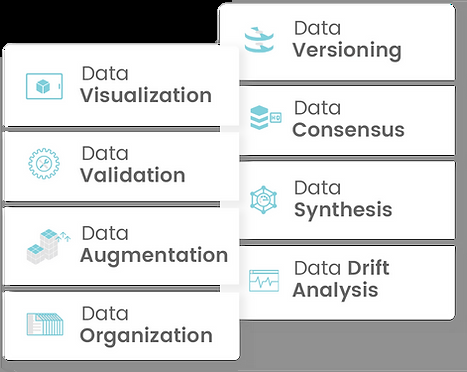 Data
Visualization
Data
Validation
Data
Augmentation
Data
Organization
Data
Versioning
Data
Consensus
Data
Synthesis
Data Drift
Analysis